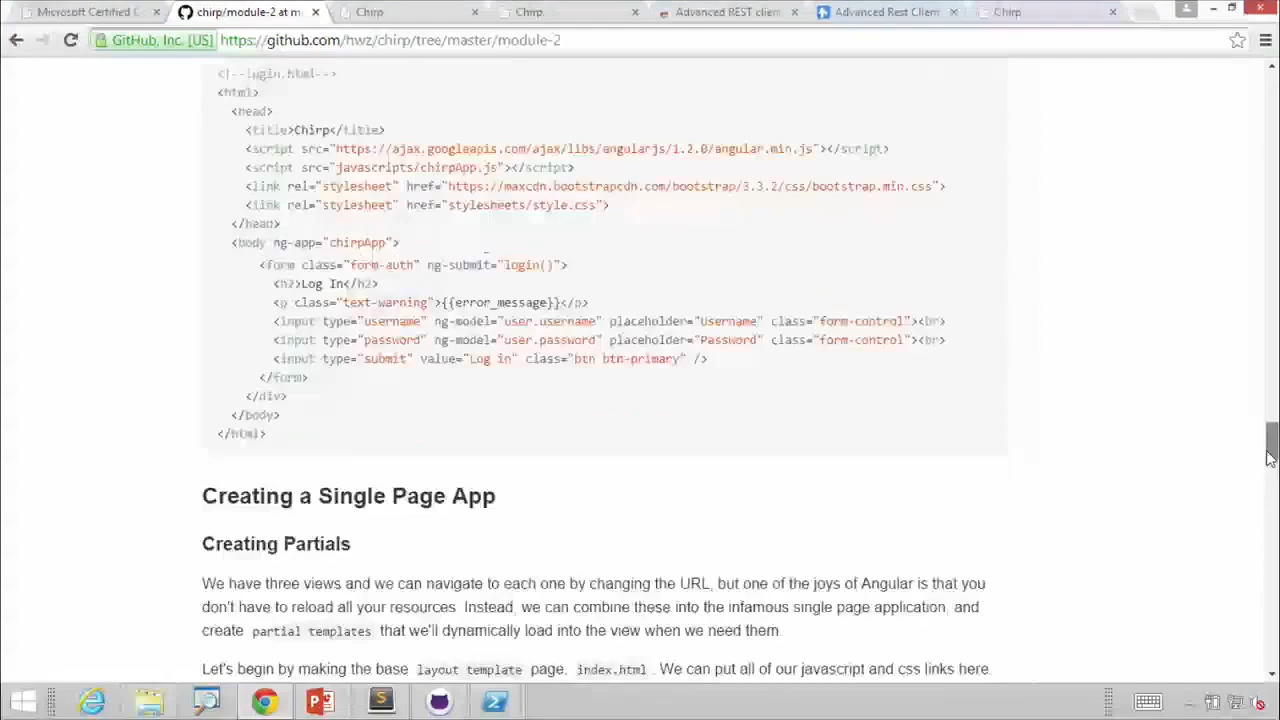 Microsoft Certified C
chirp/module-2 at m
Chirp
Chirp
Advanced REST client
Advanced Rest Client
Chirp
GitHub, Inc. [US]
https://github.com/hwz/chirp/tree/master/module-2
<!--login.html-->
<html>
<head>
<title>Chirp</title>
<script src="https://ajax.googleapis.com/ajax/libs/angularjs/1.2.0/angular.min.js"></script>
<script src="javascripts/chirpApp.js"></script>
<link rel="stylesheet" href="https://maxcdn.bootstrapcdn.com/bootstrap/3.3.2/css/bootstrap.min.css">
<link rel="stylesheet" href="stylesheets/style.css">
</head>
<body ng-app="chirpApp">
<form class="form-auth" ng-submit="login()">
<h2>Log In</h2>
<p class="text-warning">{{error_message}}</p>
<input type="username" ng-model="user.username" placeholder="Username" class="form-control"><br>
<input type="password" ng-model="user.password" placeholder="Password" class="form-control"><br>
<input type="submit" value="Log in" class="btn btn-primary" />
</form>
</div>
</body>
</html>
Creating a Single Page App
Creating Partials
We have three views and we can navigate to each one by changing the URL, but one of the joys of Angular is that you
don't have to reload all your resources. Instead, we can combine these into the infamous single page application, and
create partial templates that we'll dynamically load into the view when we need them.
Let's begin by making the base layout template page, index.html . We can put all of our javascript and css links here.